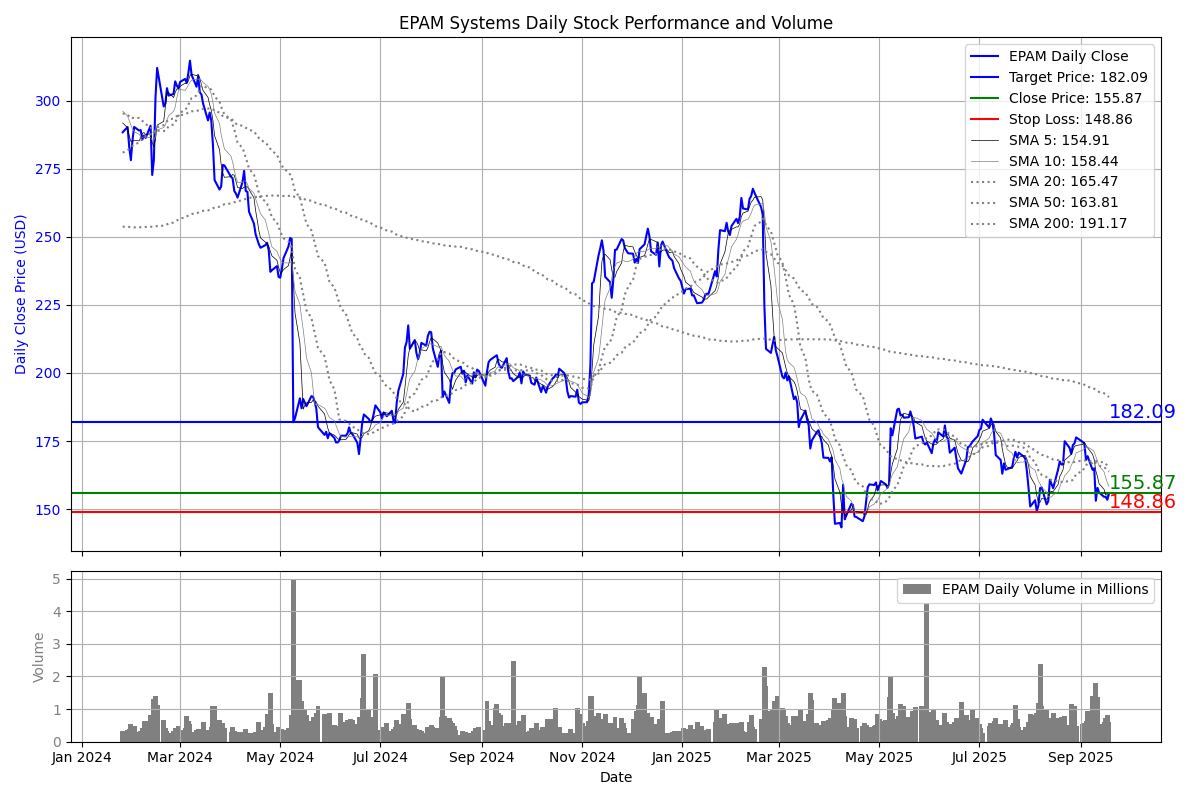 EPAM Systems Daily Stock Performance and Volume
Daily Close Price (USD)
300
275
250
225
200
175
150
EPAM Daily Close
Target Price: 182.09
Close Price: 155.87
Stop Loss: 148.86
SMA 5: 154.91
SMA 10: 158.44
SMA 20: 165.47
SMA 50: 163.81
SMA 200: 191.17
182.09
155.87
148.86
Volume
5
4
3
2
1
0
EPAM Daily Volume in Millions
Jan 2024
Mar 2024
May 2024
Jul 2024
Sep 2024
Nov 2024
Jan 2025
Mar 2025
May 2025
Jul 2025
Sep 2025
Date